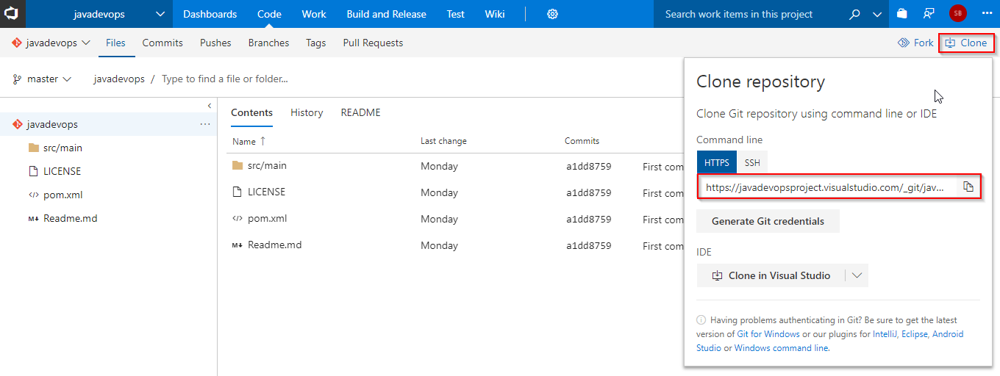 javadevops Dashboards Code Work Build and Release Test Wiki Search work items in this project SB
javadevops Files Commits Pushes Branches Tags Pull Requests Fork Clone
master javadevops / Type to find a file or folder...
Clone repository
Clone Git repository using command line or IDE
Command line
HTTPS SSH
https://javadevopsproject.visualstudio.com/_git/jav...
Generate Git credentials
IDE
Clone in Visual Studio
Having problems authenticating in Git? Be sure to get the latest
version of Git for Windows or our plugins for IntelliJ, Eclipse, Android
Studio or Windows command line.
javadevops ...
src/main
LICENSE
pom.xml
Readme.md
Contents History README
Name ↑ Last change Commits
src/main Monday a1dd8759 First com
LICENSE Monday a1dd8759 First com
pom.xml Monday a1dd8759 First com
Readme.md Monday a1dd8759 First com